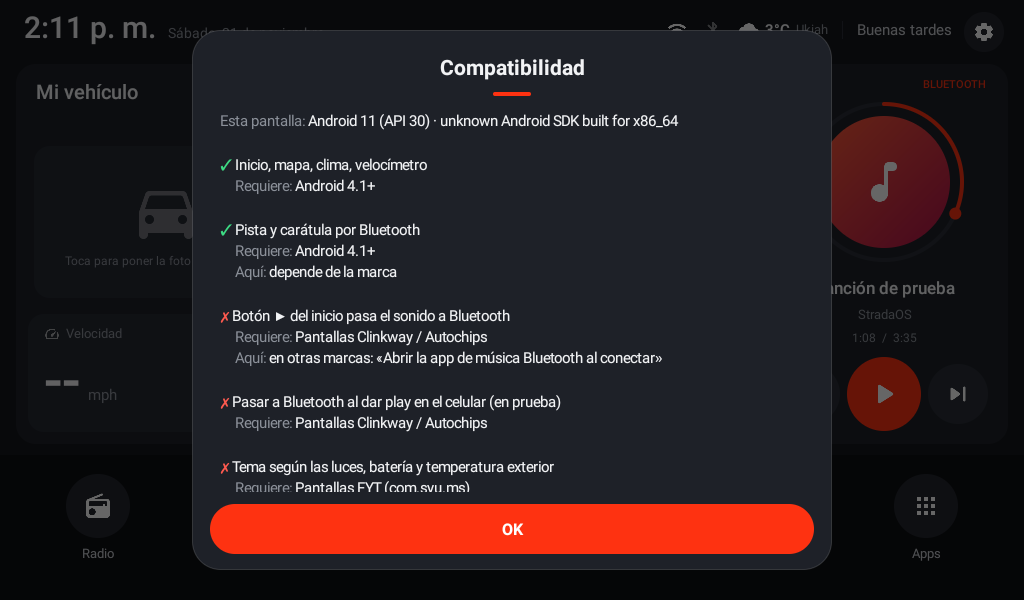 2:11 p. m.
Sábado
3°C Ukiah
Buenas tardes
Mi vehículo
BLUETOOTH
Compatibilidad
Esta pantalla: Android 11 (API 30) · unknown Android SDK built for x86_64
✓ Inicio, mapa, clima, velocímetro
Requiere: Android 4.1+
✓ Pista y carátula por Bluetooth
Requiere: Android 4.1+
Aquí: depende de la marca
✗ Botón ► del inicio pasa el sonido a Bluetooth
Requiere: Pantallas Clinkway / Autochips
Aquí: en otras marcas: «Abrir la app de música Bluetooth al conectar»
✗ Pasar a Bluetooth al dar play en el celular (en prueba)
Requiere: Pantallas Clinkway / Autochips
✗ Tema según las luces, batería y temperatura exterior
Requiere: Pantallas FYT (com.syu.ms)
OK
Toca para poner la foto
Velocidad
-- mph
nción de prueba
StradaOS
1:08 / 3:35
Radio
Apps